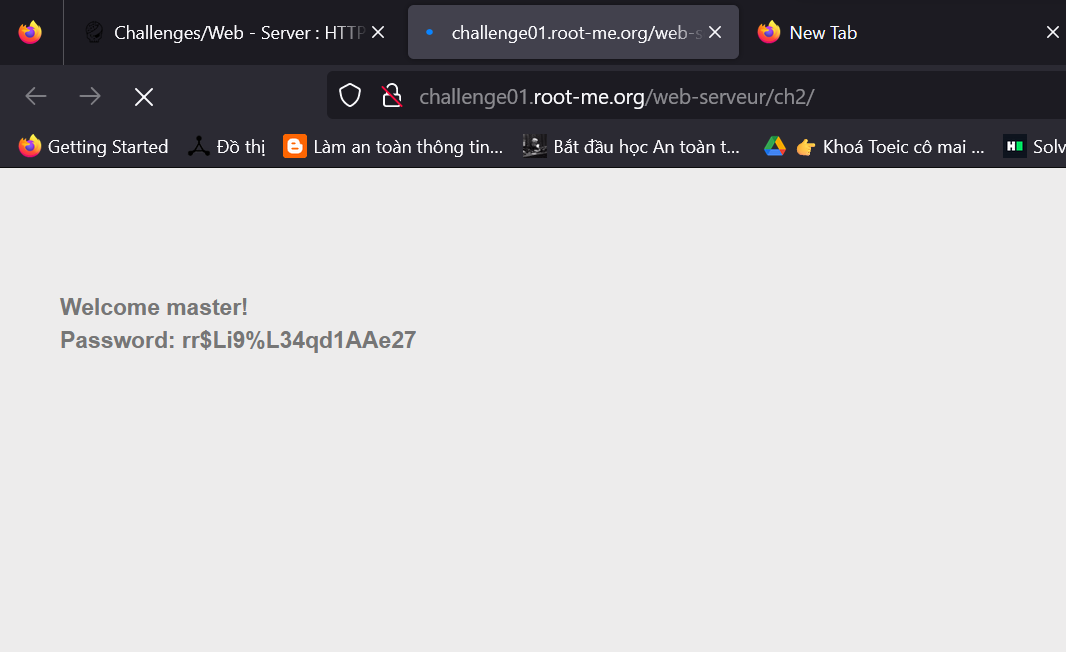 Challenges/Web - Server : HTTP
challenge01.root-me.org/web-s
New Tab
challenge01.root-me.org/web-serveur/ch2/
Getting Started
Đồ thị
Làm an toàn thông tin...
Bắt đầu học An toàn t...
Khoá Toeic cô mai ...
Solv
Welcome master!
Password: rr$Li9%L34qd1AAe27